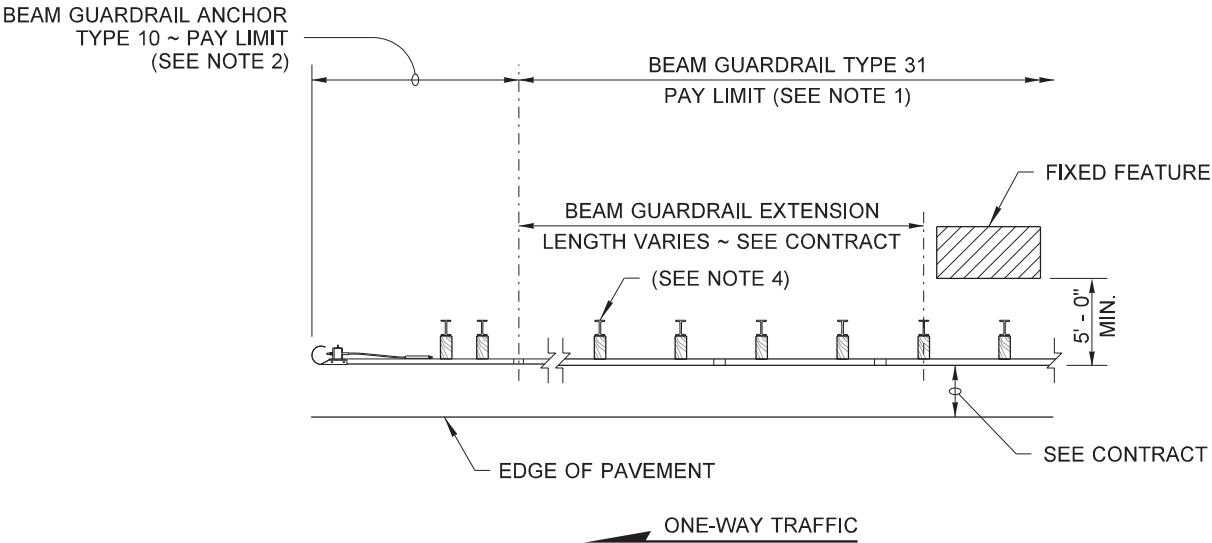 BEAM GUARDRAIL ANCHOR
TYPE 10 ~ PAY LIMIT
(SEE NOTE 2)
BEAM GUARDRAIL TYPE 31
PAY LIMIT (SEE NOTE 1)
FIXED FEATURE
BEAM GUARDRAIL EXTENSION
LENGTH VARIES ~ SEE CONTRACT
(SEE NOTE 4)
5' - 0"
MIN.
SEE CONTRACT
EDGE OF PAVEMENT
ONE-WAY TRAFFIC